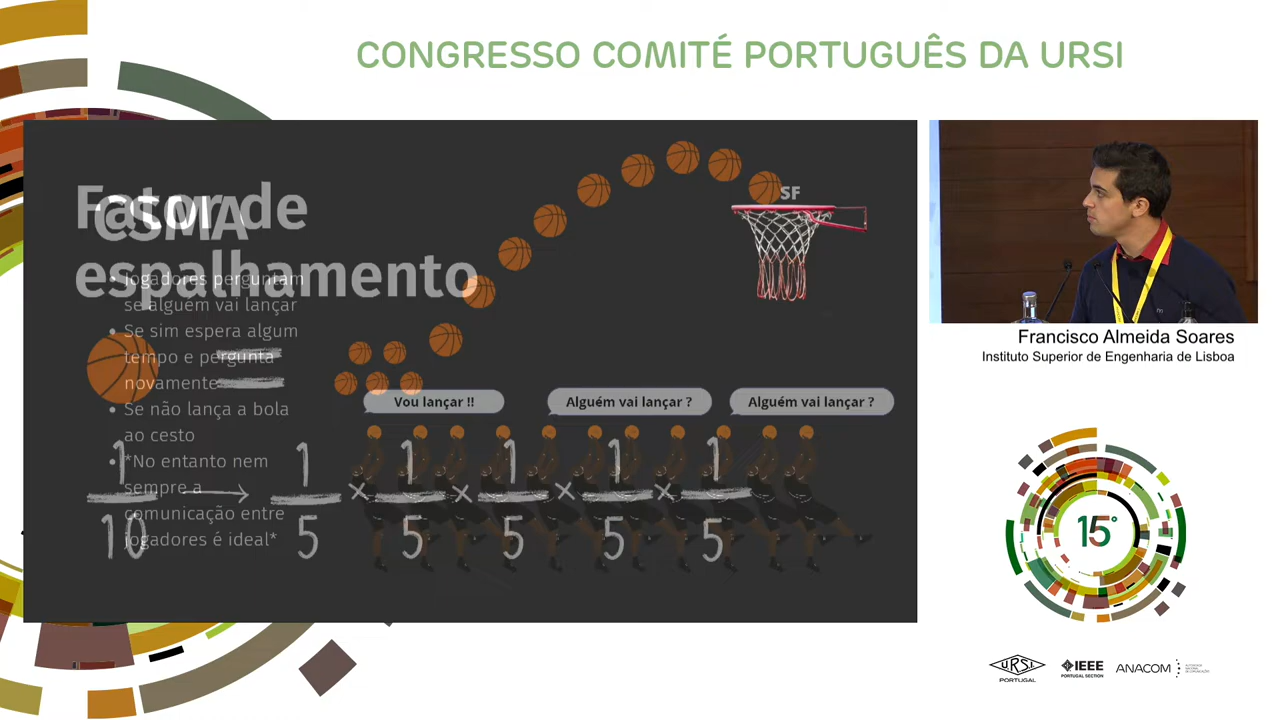 CONGRESSO COMITÉ PORTUGUÊS DA URSI
Fator de
espalhamento
CSMA
• Jogadores perguntam
se alguém vai lançar
• Se sim espera algum
tempo e pergunta
novamente
• Se não lança a bola
ao cesto
• *No entanto nem
sempre a
comunicação entre
jogadores é ideal*
SF
=
Vou lançar !!
Alguém vai lançar ?
Alguém vai lançar ?
1 1 1 1 1 1
→ × × × ×
10 5 5 5 5 5
Francisco Almeida Soares
Instituto Superior de Engenharia de Lisboa
15º
URSI
PORTUGAL
IEEE
PORTUGAL SECTION
ANACOM